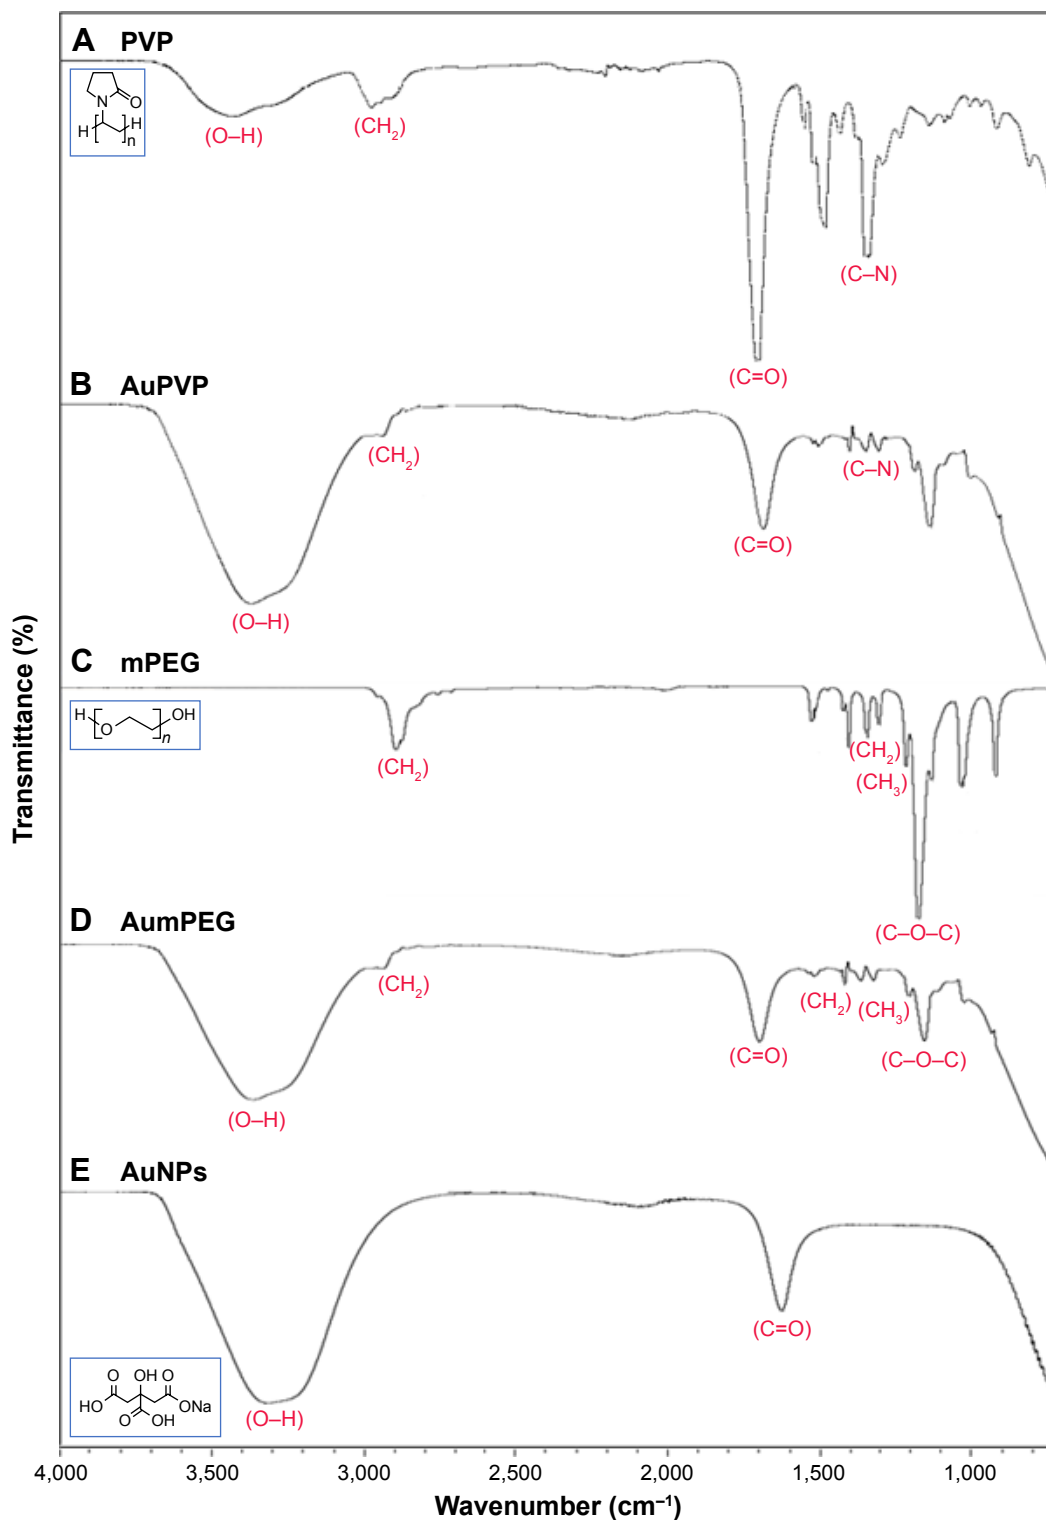 A PVP
N
O
H
H
n
(O–H)
(CH2)
(C–N)
(C=O)
B AuPVP
(CH2)
(C–N)
(C=O)
(O–H)
C mPEG
H
O
OH
n
(CH2)
(CH2)
(CH3)
(C–O–C)
D AumPEG
(CH2)
(CH2)
(CH3)
(C=O)
(C–O–C)
(O–H)
E AuNPs
(C=O)
O
OH
O
HO
ONa
O
OH
(O–H)
4,000
3,500
3,000
2,500
2,000
1,500
1,000
Wavenumber (cm–1)
Transmittance (%)